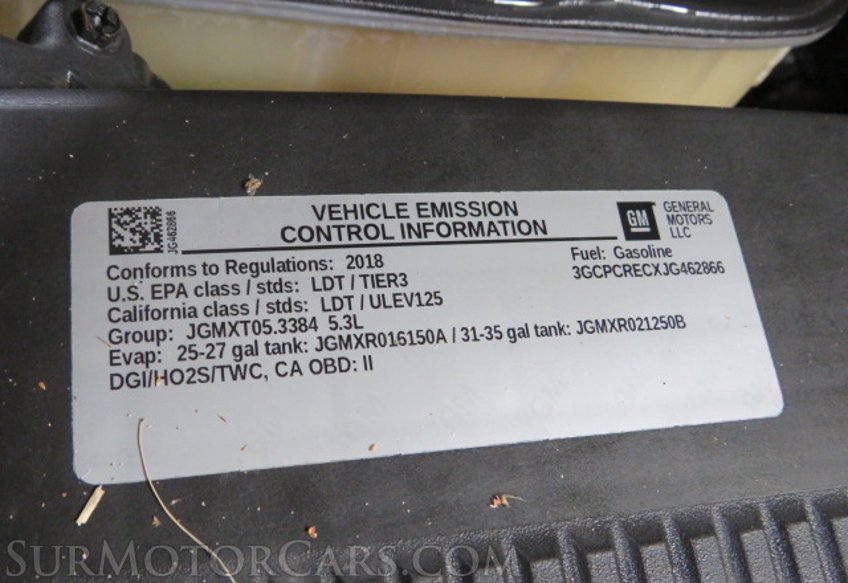 JG462866
VEHICLE EMISSION
CONTROL INFORMATION
GM
GENERAL
MOTORS
LLC
Conforms to Regulations: 2018
Fuel: Gasoline
U.S. EPA class / stds: LDT / TIER3
3GCPCRECXJG462866
California class / stds: LDT / ULEV125
Group: JGMXT05.3384 5.3L
Evap: 25-27 gal tank: JGMXR016150A / 31-35 gal tank: JGMXR021250B
DGI/HO2S/TWC, CA OBD: II
SURMOTORCARS.COM